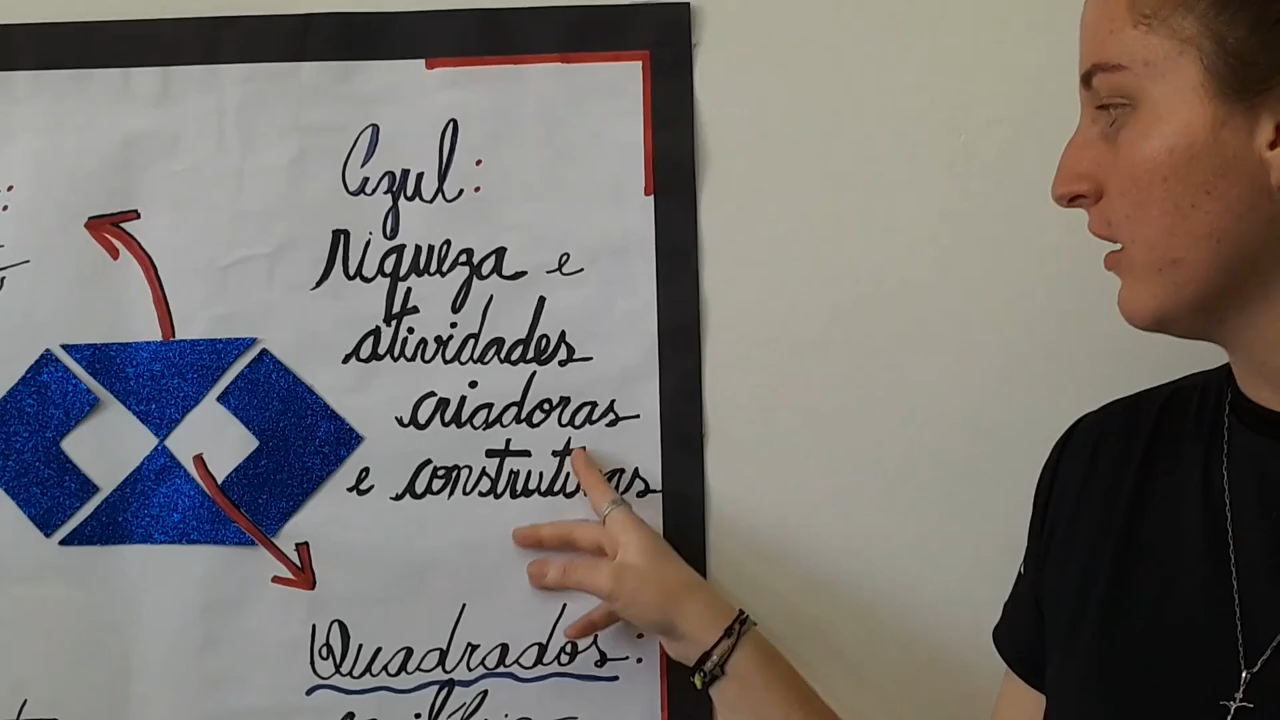 Azul:
riqueza e
atividades
criadoras
e construtivas
Quadrados: